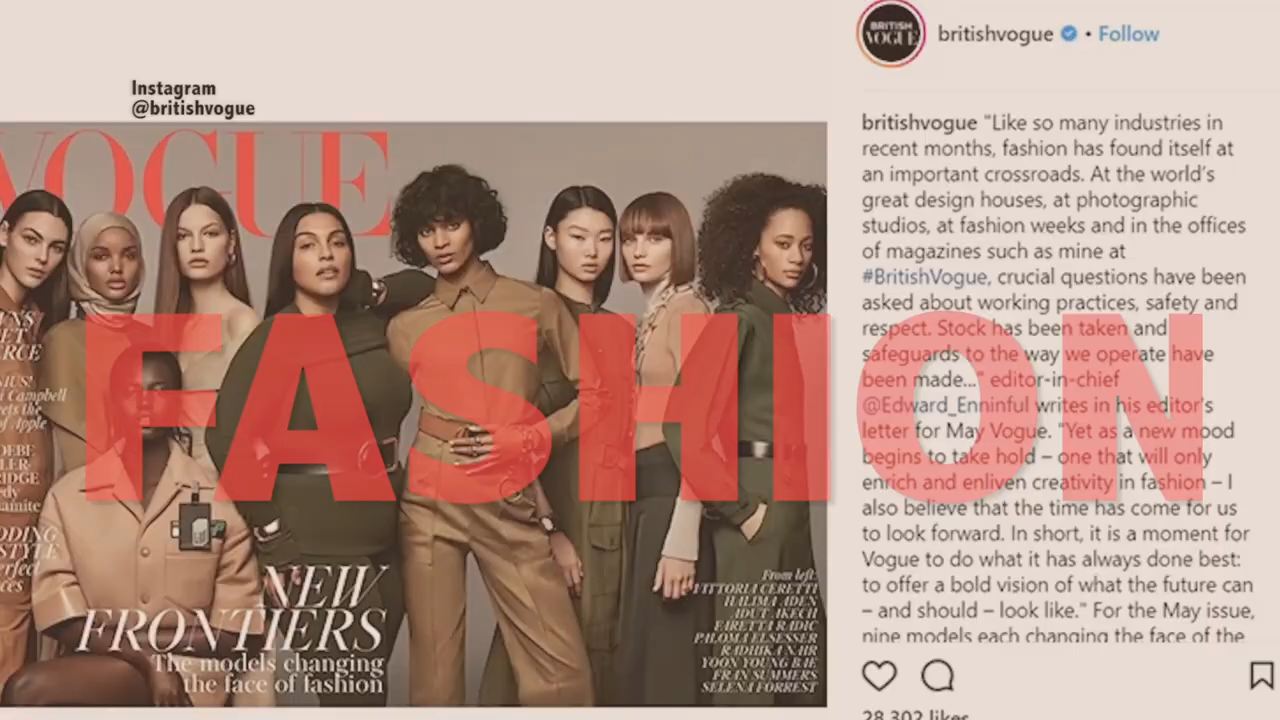 Instagram
@britishvogue
VOGUE
FASHION
NEW
FRONTIERS
The models changing
the face of fashion
From left:
VITTORIA CERETTI
HALIMA ADEN
ADUT AKECH
FARETTA RADIC
PALOMA ELSESSER
RADHIKA NAIR
YOON YOUNG BAE
FRAN SUMMERS
SELENA FORREST
i Campbell
of Apple
BRITISH
VOGUE
britishvogue • Follow
britishvogue "Like so many industries in
recent months, fashion has found itself at
an important crossroads. At the world's
great design houses, at photographic
studios, at fashion weeks and in the offices
of magazines such as mine at
#BritishVogue, crucial questions have been
asked about working practices, safety and
respect. Stock has been taken and
safeguards to the way we operate have
been made..." editor-in-chief
@Edward_Enninful writes in his editor's
letter for May Vogue. "Yet as a new mood
begins to take hold – one that will only
enrich and enliven creativity in fashion – I
also believe that the time has come for us
to look forward. In short, it is a moment for
Vogue to do what it has always done best:
to offer a bold vision of what the future can
– and should – look like." For the May issue,
nine models each changing the face of the
28,302 likes